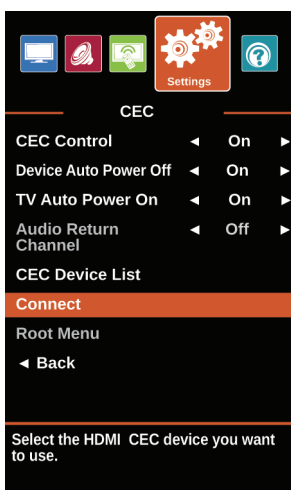 Settings
CEC
CEC Control ◄ On ►
Device Auto Power Off ◄ On ►
TV Auto Power On ◄ On ►
Audio Return ◄ Off ►
Channel
CEC Device List
Connect
Root Menu
◄ Back
Select the HDMI CEC device you want
to use.